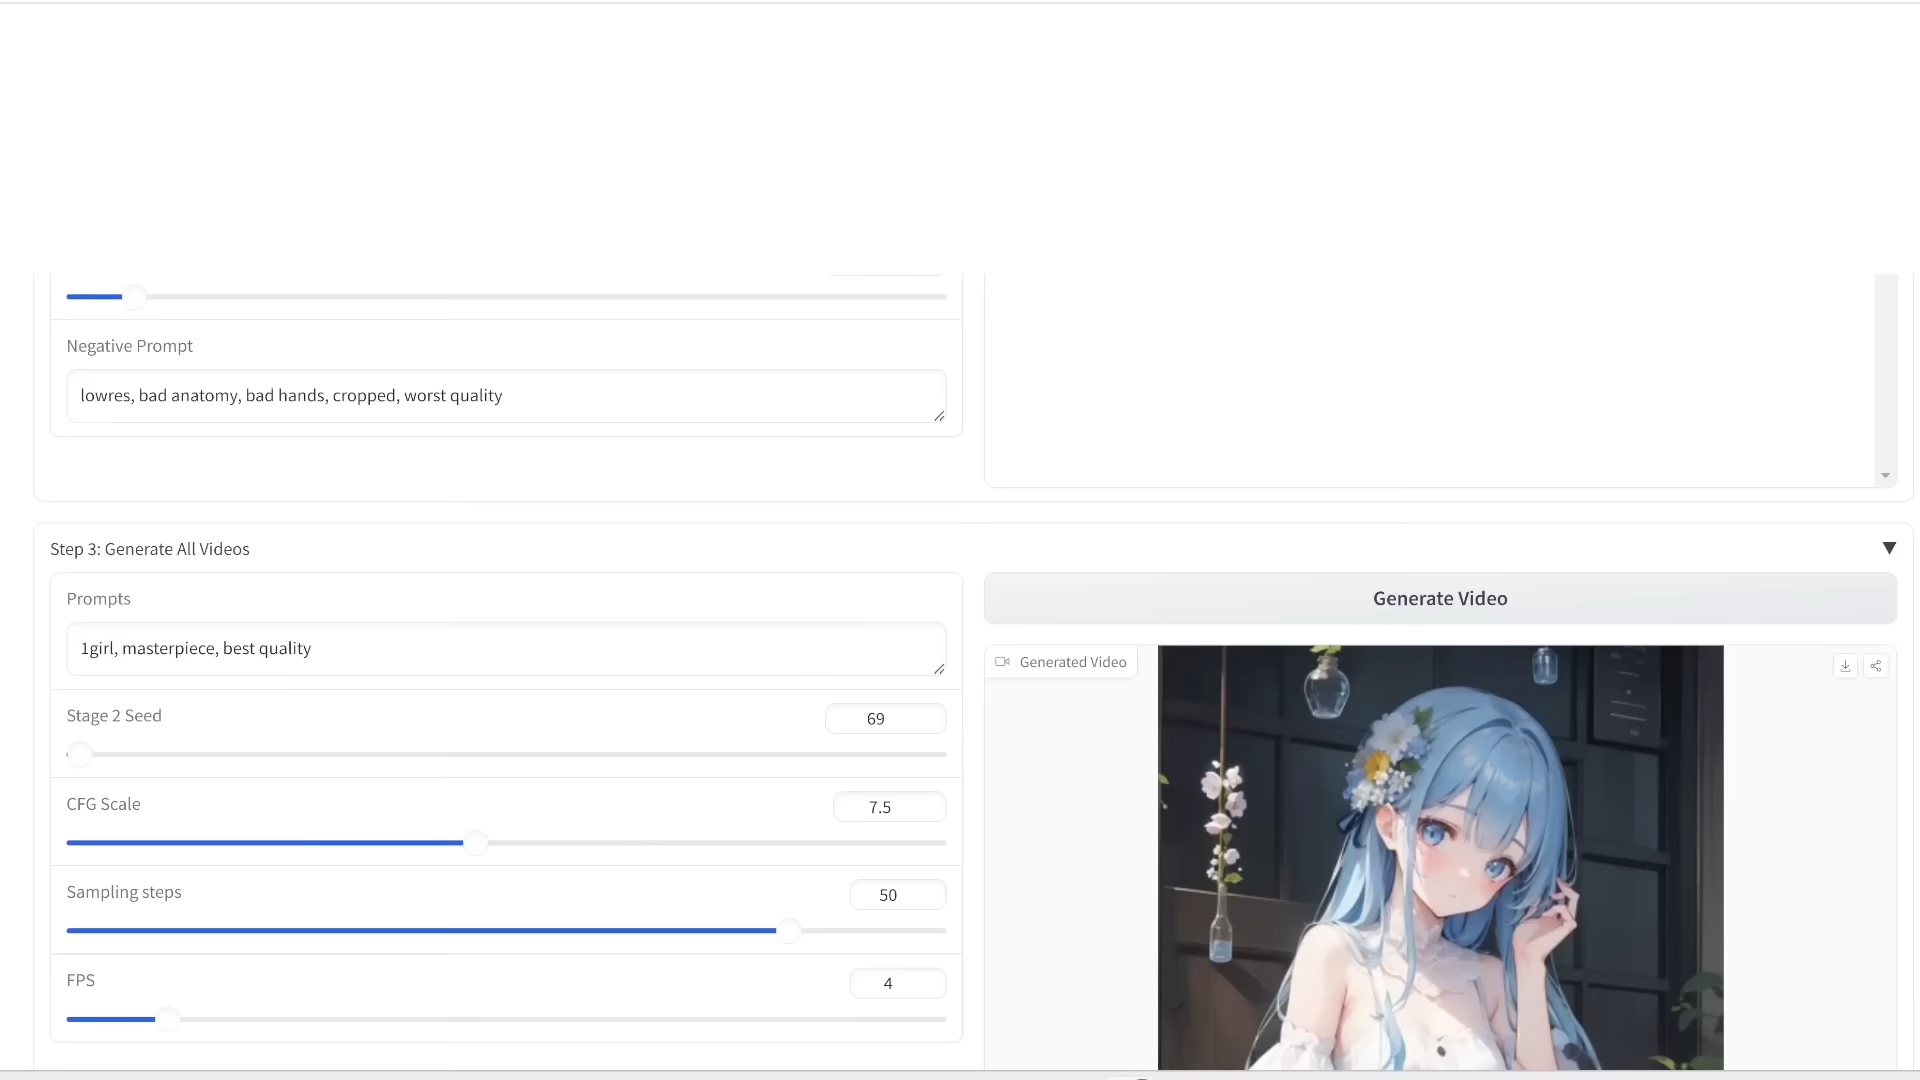 Negative Prompt
lowres, bad anatomy, bad hands, cropped, worst quality
Step 3: Generate All Videos
Prompts
1girl, masterpiece, best quality
Stage 2 Seed
69
CFG Scale
7.5
Sampling steps
50
FPS
4
Generate Video
Generated Video